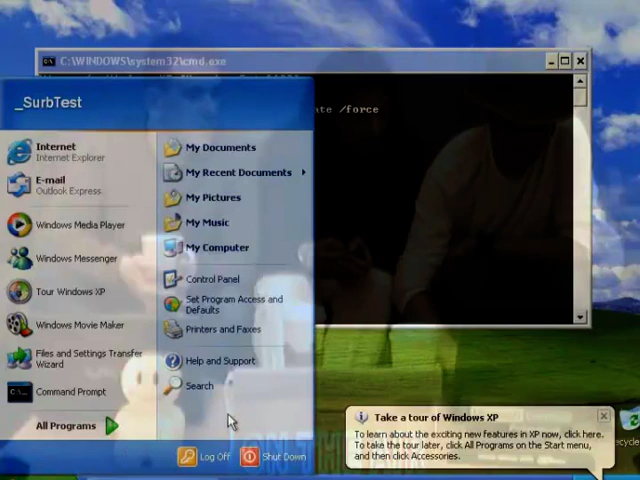 C:\WINDOWS\system32\cmd.exe
/force
_SurbTest
Internet
Internet Explorer
E-mail
Outlook Express
Windows Media Player
Windows Messenger
Tour Windows XP
Windows Movie Maker
Files and Settings Transfer
Wizard
Command Prompt
All Programs
My Documents
My Recent Documents
My Pictures
My Music
My Computer
Control Panel
Set Program Access and
Defaults
Printers and Faxes
Help and Support
Search
Log Off
Shut Down
Take a tour of Windows XP
To learn about the exciting new features in XP now, click here.
To take the tour later, click All Programs on the Start menu,
and then click Accessories.